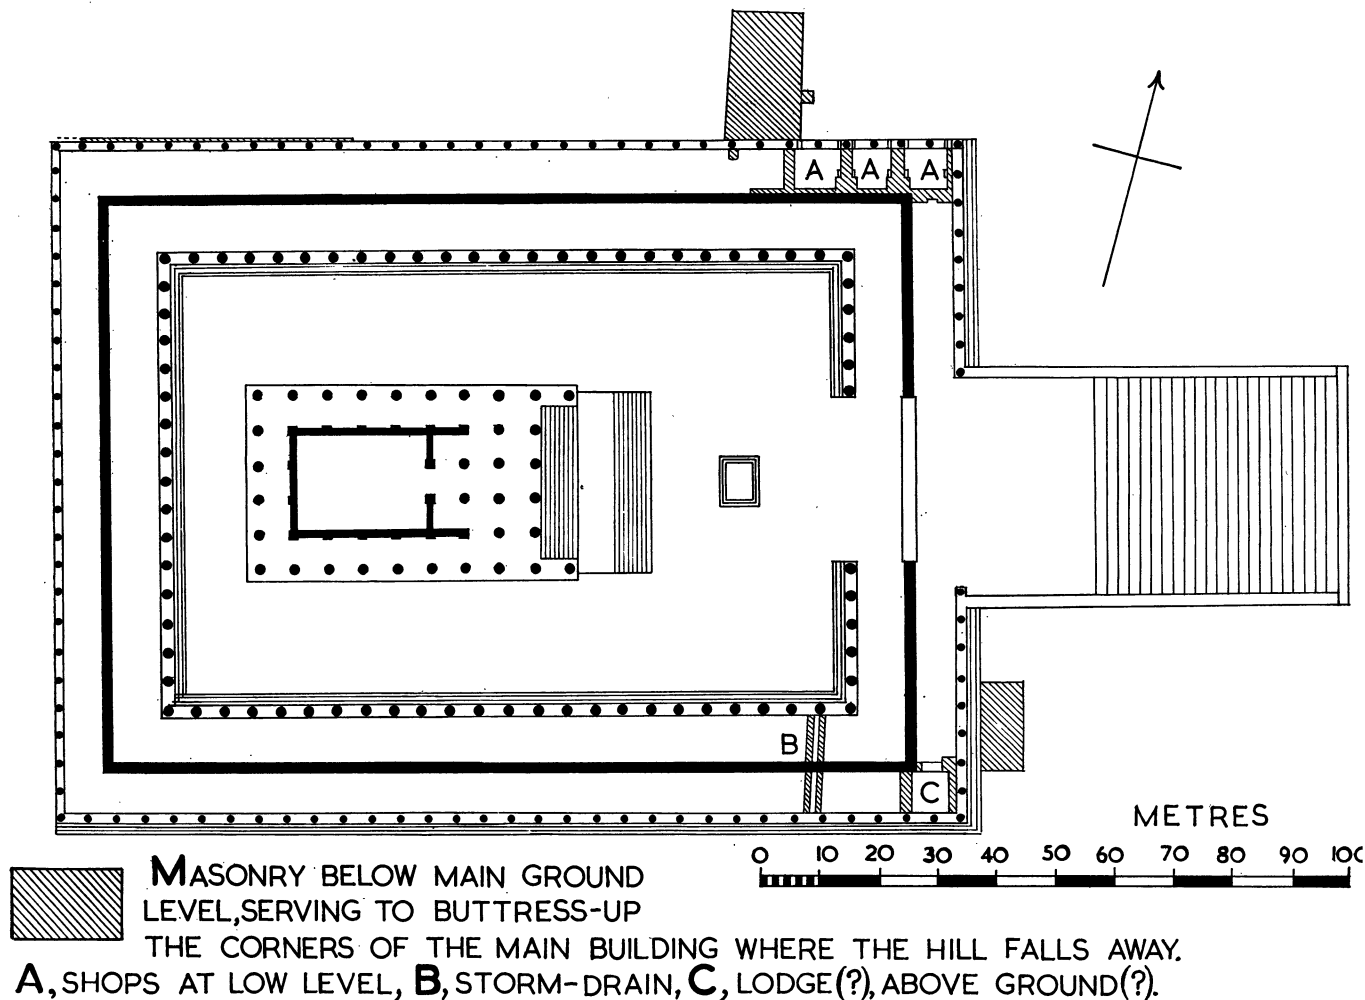 A A A
B
C
METRES
0 10 20 30 40 50 60 70 80 90 100
MASONRY BELOW MAIN GROUND
LEVEL, SERVING TO BUTTRESS-UP
THE CORNERS OF THE MAIN BUILDING WHERE THE HILL FALLS AWAY.
A, SHOPS AT LOW LEVEL, B, STORM-DRAIN, C, LODGE(?), ABOVE GROUND(?).